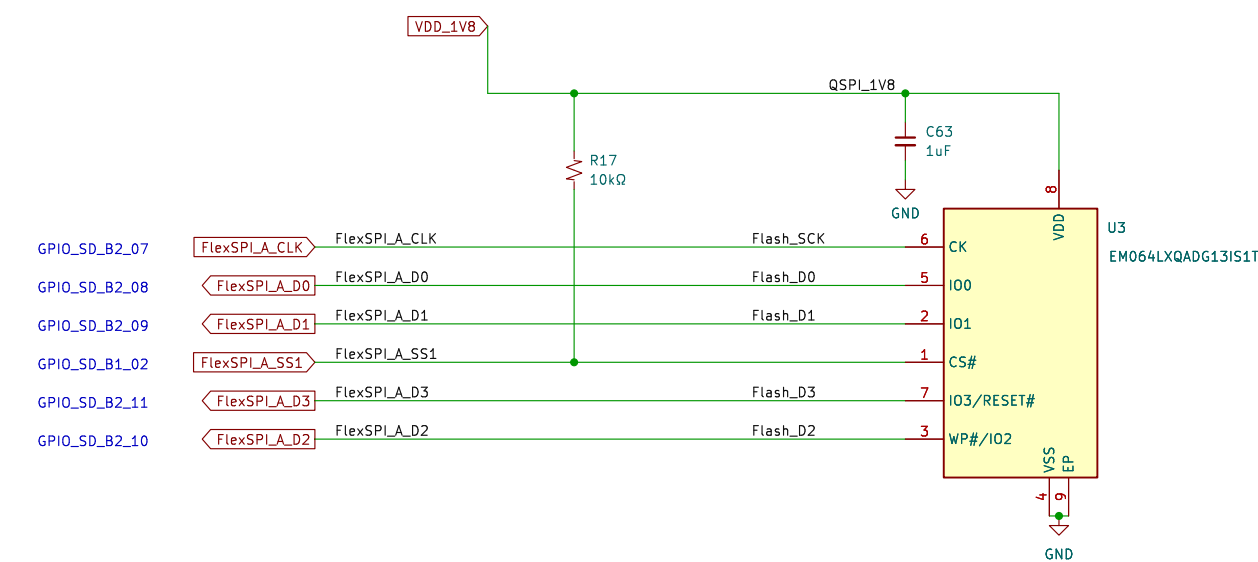 VDD_1V8
QSPI_1V8
C63
1uF
R17
10kΩ
GND
8
VDD
U3
EM064LXQADG13IS1T
GPIO_SD_B2_07 FlexSPI_A_CLK FlexSPI_A_CLK Flash_SCK 6 CK
GPIO_SD_B2_08 FlexSPI_A_D0 FlexSPI_A_D0 Flash_D0 5 IO0
GPIO_SD_B2_09 FlexSPI_A_D1 FlexSPI_A_D1 Flash_D1 2 IO1
GPIO_SD_B1_02 FlexSPI_A_SS1 FlexSPI_A_SS1 1 CS#
GPIO_SD_B2_11 FlexSPI_A_D3 FlexSPI_A_D3 Flash_D3 7 IO3/RESET#
GPIO_SD_B2_10 FlexSPI_A_D2 FlexSPI_A_D2 Flash_D2 3 WP#/IO2
VSS
EP
4
9
GND